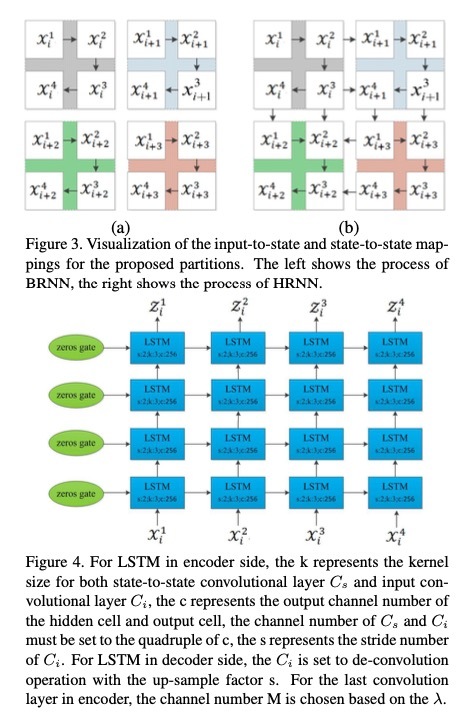 x_i^1 x_i^2 x_{i+1}^1 x_{i+1}^2 x_i^1 x_i^2 x_{i+1}^1 x_{i+1}^2
x_i^4 x_i^3 x_{i+1}^4 x_{i+1}^3 x_i^4 x_i^3 x_{i+1}^4 x_{i+1}^3
x_{i+2}^1 x_{i+2}^2 x_{i+3}^1 x_{i+3}^2 x_{i+2}^1 x_{i+2}^2 x_{i+3}^1 x_{i+3}^2
x_{i+2}^4 x_{i+2}^3 x_{i+3}^4 x_{i+3}^3 x_{i+2}^4 x_{i+2}^3 x_{i+3}^4 x_{i+3}^3
(a) (b)
Figure 3. Visualization of the input-to-state and state-to-state map-
pings for the proposed partitions. The left shows the process of
BRNN, the right shows the process of HRNN.
z_i^1 z_i^2 z_i^3 z_i^4
zeros gate LSTM LSTM LSTM LSTM
s:2;k:3;c:256 s:2;k:3;c:256 s:2;k:3;c:256 s:2;k:3;c:256
zeros gate LSTM LSTM LSTM LSTM
s:2;k:3;c:256 s:2;k:3;c:256 s:2;k:3;c:256 s:2;k:3;c:256
zeros gate LSTM LSTM LSTM LSTM
s:2;k:3;c:256 s:2;k:3;c:256 s:2;k:3;c:256 s:2;k:3;c:256
zeros gate LSTM LSTM LSTM LSTM
s:2;k:3;c:256 s:2;k:3;c:256 s:2;k:3;c:256 s:2;k:3;c:256
x_i^1 x_i^2 x_i^3 x_i^4
Figure 4. For LSTM in encoder side, the k represents the kernel
size for both state-to-state convolutional layer C_s and input con-
volutional layer C_i, the c represents the output channel number of
the hidden cell and output cell, the channel number of C_s and C_i
must be set to the quadruple of c, the s represents the stride number
of C_i. For LSTM in decoder side, the C_i is set to de-convolution
operation with the up-sample factor s. For the last convolution
layer in encoder, the channel number M is chosen based on the λ.